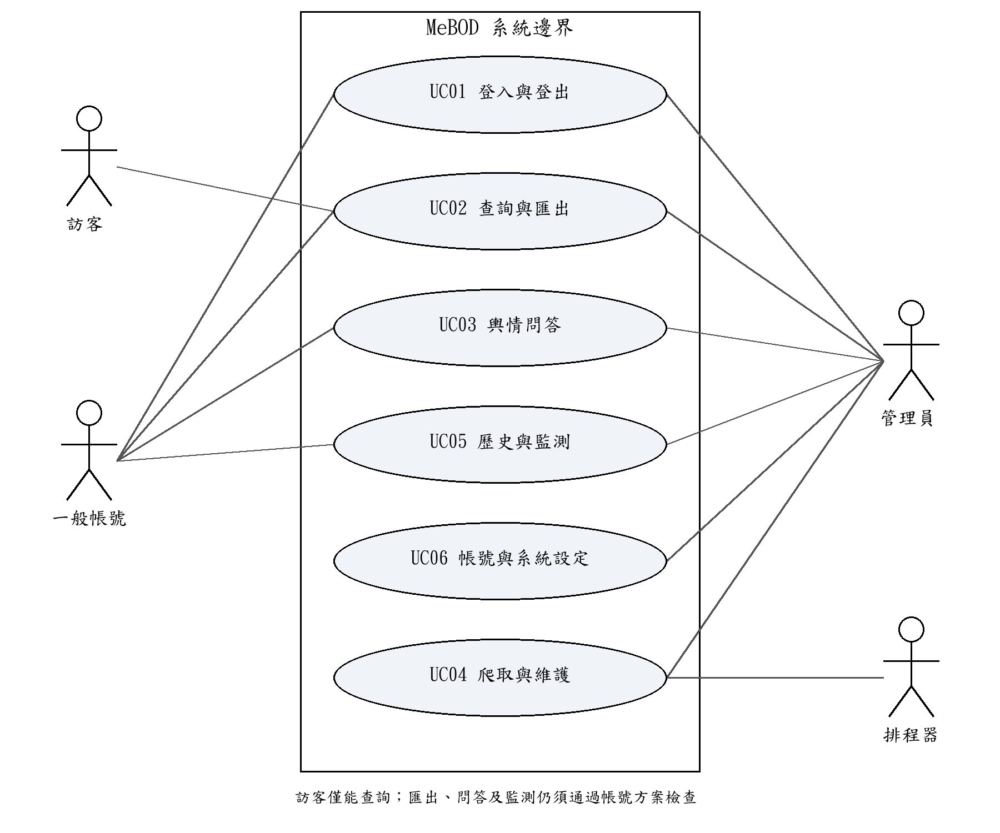 MeBOD 系統邊界
UC01 登入與登出
訪客
UC02 查詢與匯出
UC03 輿情問答
管理員
UC05 歷史與監測
一般帳號
UC06 帳號與系統設定
UC04 爬取與維護
排程器
訪客僅能查詢；匯出、問答及監測仍須通過帳號方案檢查